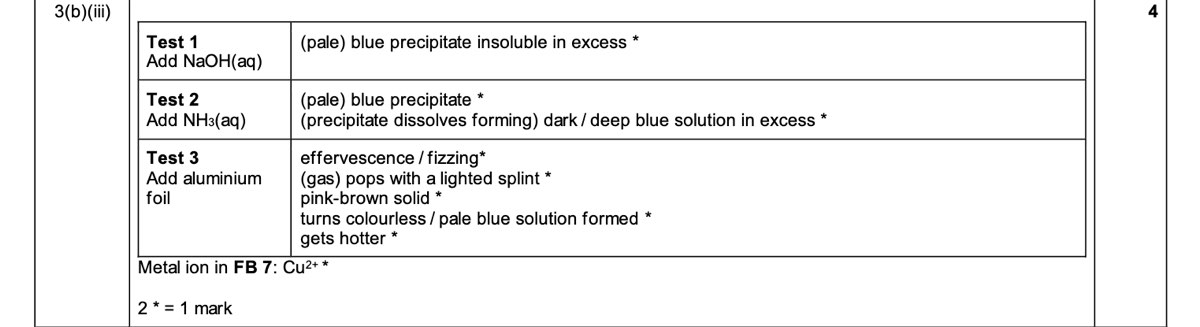 3(b)(iii)
4
Test 1
Add NaOH(aq)
(pale) blue precipitate insoluble in excess *
Test 2
Add NH₃(aq)
(pale) blue precipitate *
(precipitate dissolves forming) dark / deep blue solution in excess *
Test 3
Add aluminium
foil
effervescence / fizzing*
(gas) pops with a lighted splint *
pink-brown solid *
turns colourless / pale blue solution formed *
gets hotter *
Metal ion in FB 7: Cu²⁺ *
2 * = 1 mark